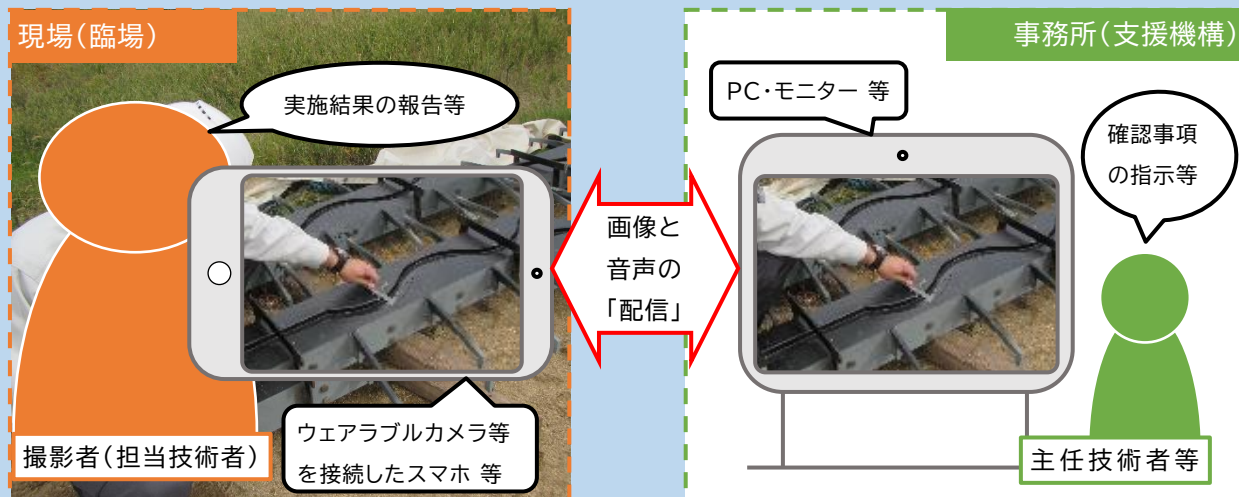 現場(臨場)
実施結果の報告等
ウェアラブルカメラ等
を接続したスマホ 等
撮影者(担当技術者)
画像と
音声の
「配信」
事務所(支援機構)
PC・モニター 等
確認事項
の指示等
主任技術者等